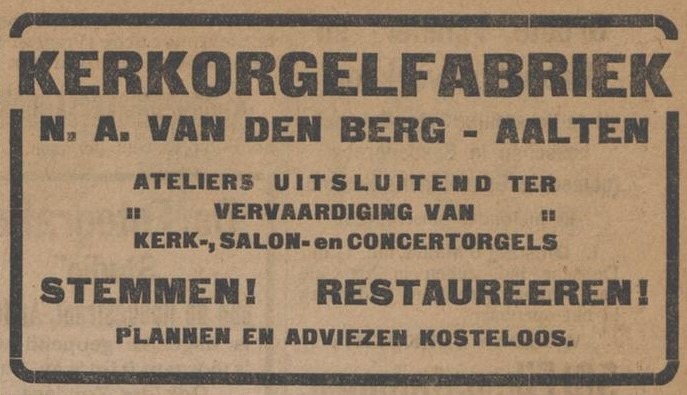 KERKORGELFABRIEK
N. A. VAN DEN BERG - AALTEN
ATELIERS UITSLUITEND TER
" VERVAARDIGING VAN "
KERK-, SALON- en CONCERTORGELS
STEMMEN! RESTAUREEREN!
PLANNEN EN ADVIEZEN KOSTELOOS.